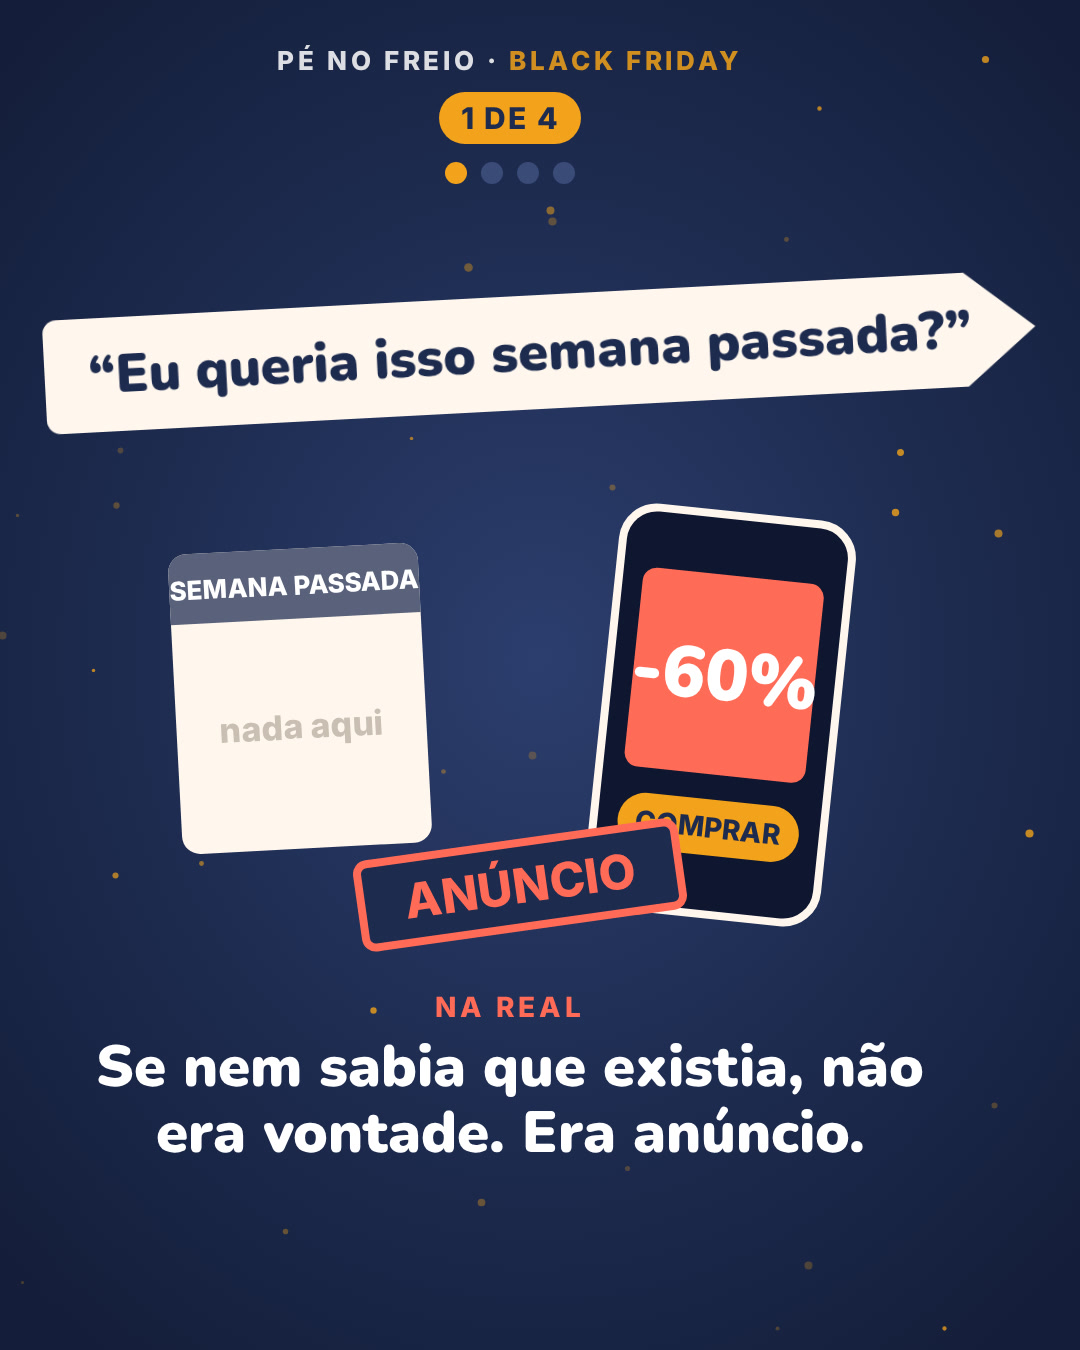 PÉ NO FREIO · BLACK FRIDAY
1 DE 4
“Eu queria isso semana passada?”
SEMANA PASSADA
nada aqui
-60%
COMPRAR
ANÚNCIO
NA REAL
Se nem sabia que existia, não
era vontade. Era anúncio.